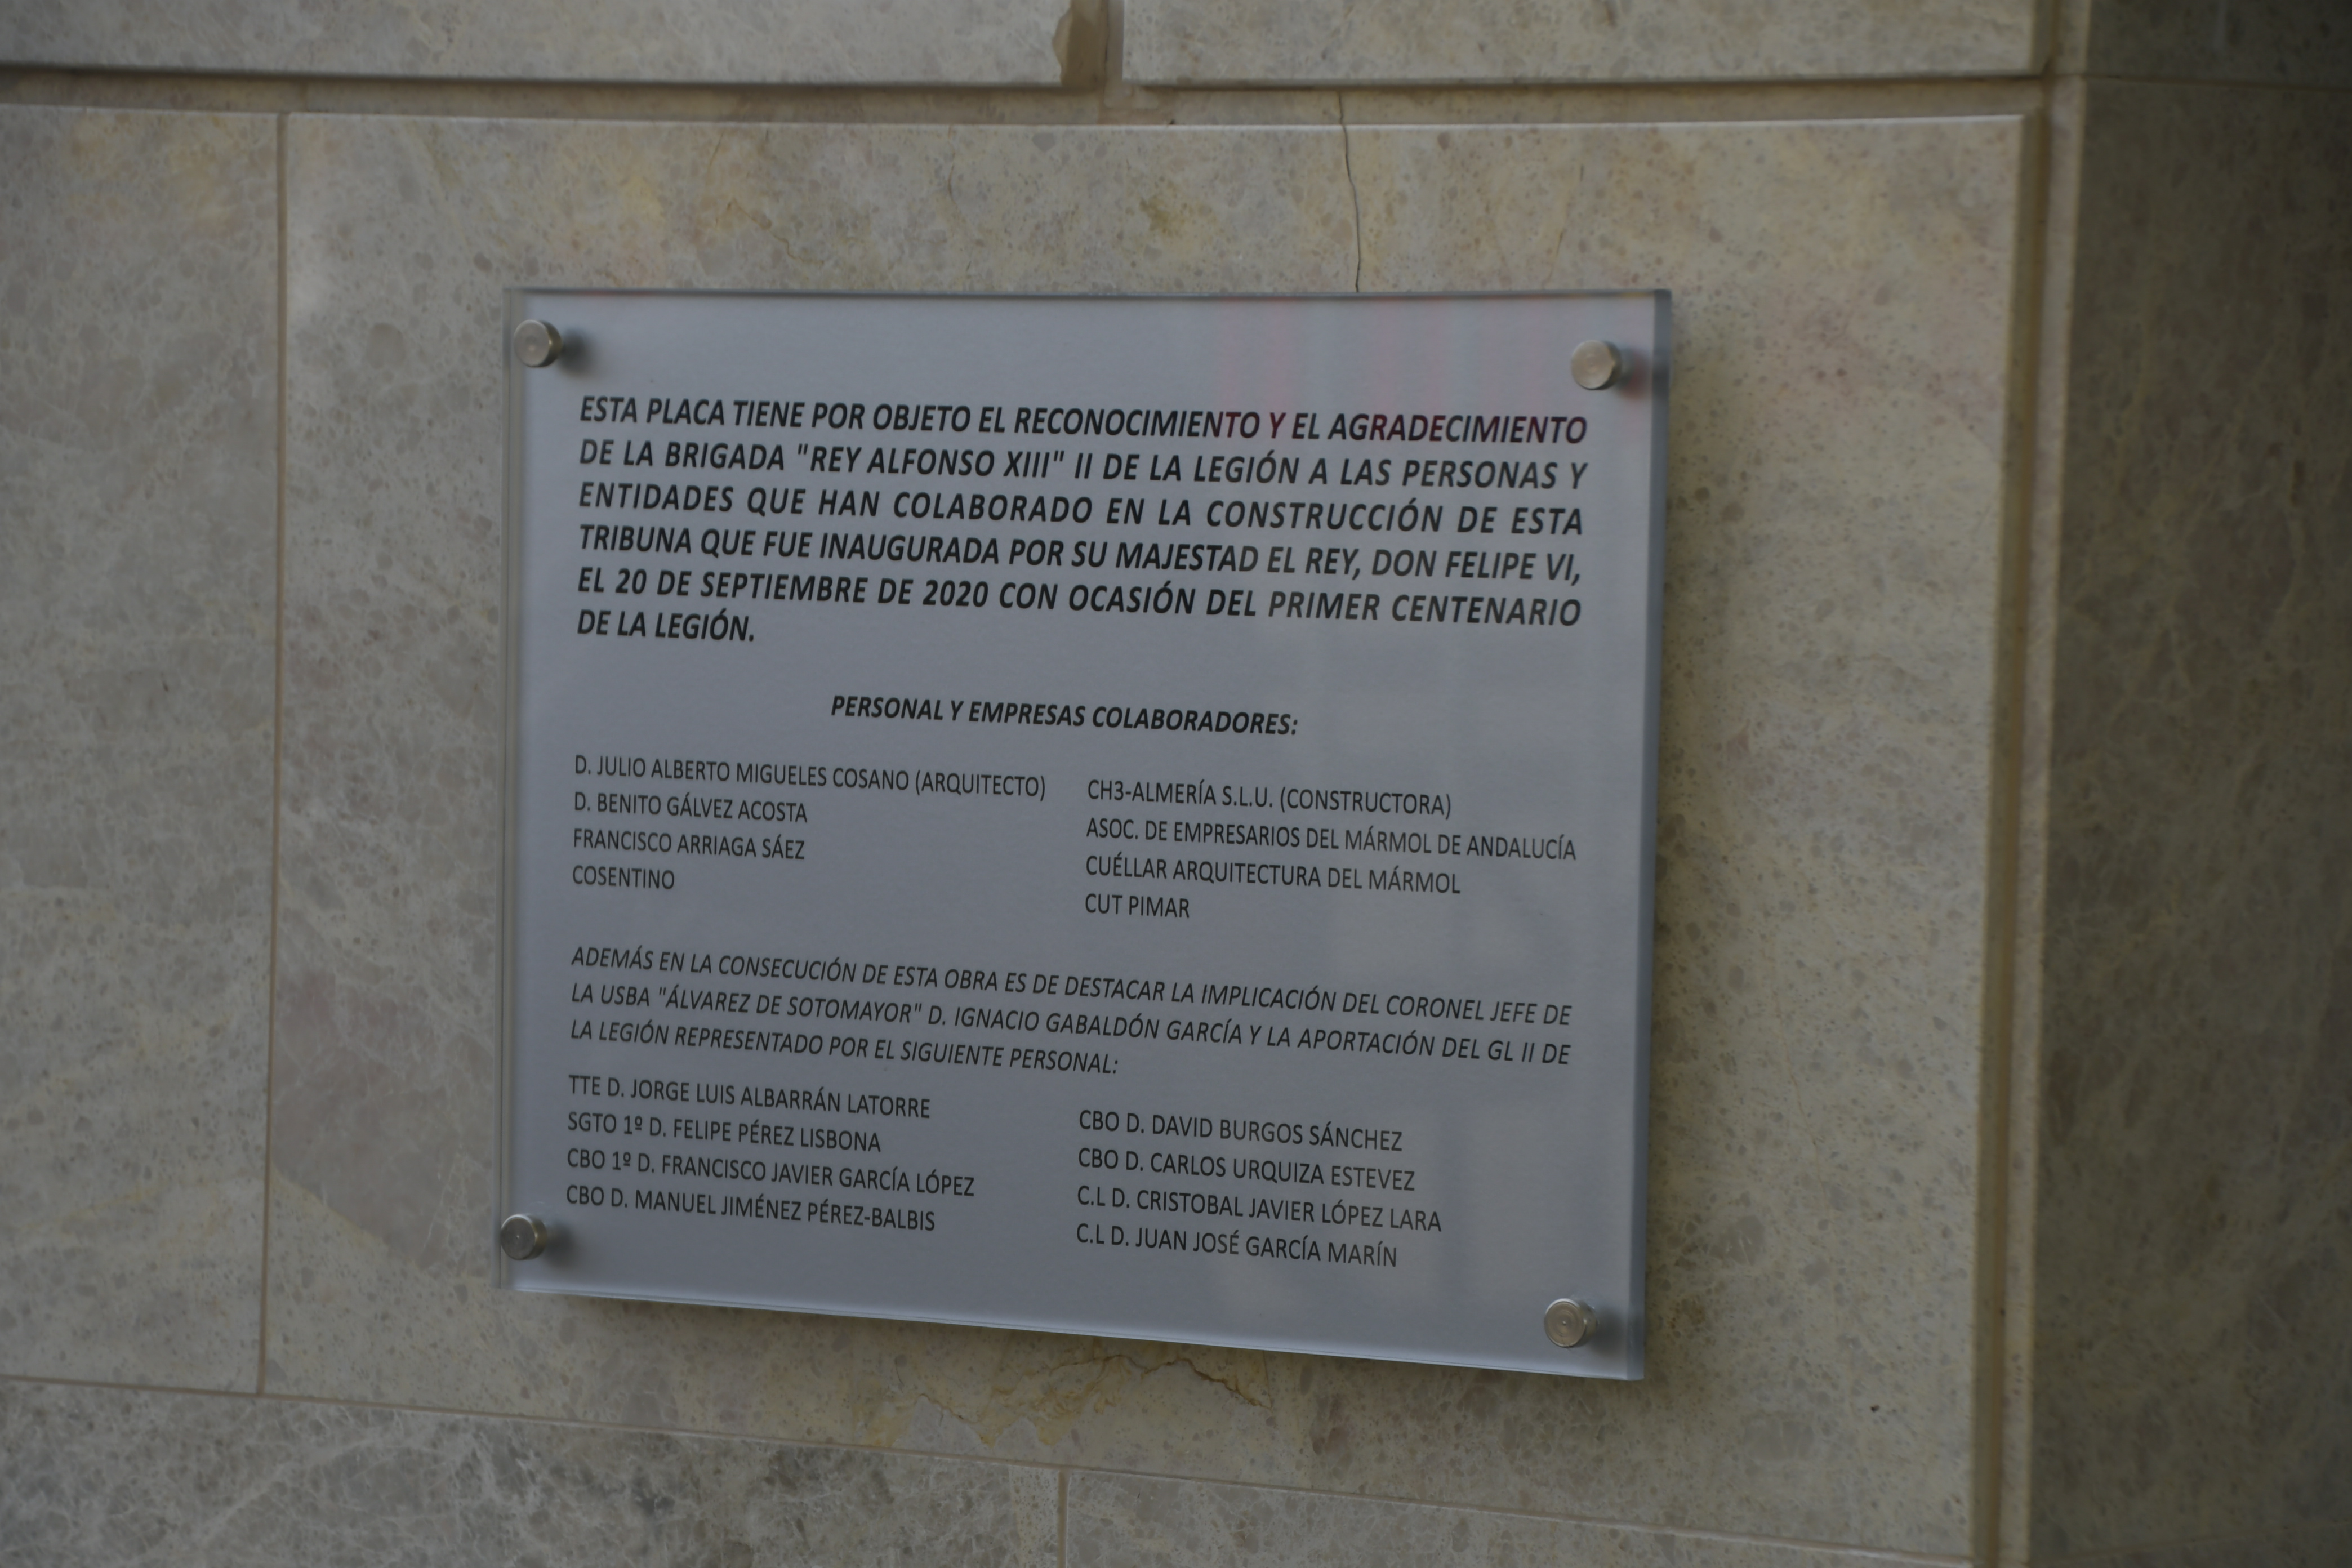 ESTA PLACA TIENE POR OBJETO EL RECONOCIMIENTO Y EL AGRADECIMIENTO
DE LA BRIGADA "REY ALFONSO XIII" II DE LA LEGIÓN A LAS PERSONAS Y
ENTIDADES QUE HAN COLABORADO EN LA CONSTRUCCIÓN DE ESTA
TRIBUNA QUE FUE INAUGURADA POR SU MAJESTAD EL REY, DON FELIPE VI,
EL 20 DE SEPTIEMBRE DE 2020 CON OCASIÓN DEL PRIMER CENTENARIO
DE LA LEGIÓN.
PERSONAL Y EMPRESAS COLABORADORES:
D. JULIO ALBERTO MIGUELES COSANO (ARQUITECTO)
D. BENITO GÁLVEZ ACOSTA
FRANCISCO ARRIAGA SÁEZ
COSENTINO
CH3-ALMERÍA S.L.U. (CONSTRUCTORA)
ASOC. DE EMPRESARIOS DEL MÁRMOL DE ANDALUCÍA
CUÉLLAR ARQUITECTURA DEL MÁRMOL
CUT PIMAR
ADEMÁS EN LA CONSECUCIÓN DE ESTA OBRA ES DE DESTACAR LA IMPLICACIÓN DEL CORONEL JEFE DE
LA USBA "ÁLVAREZ DE SOTOMAYOR" D. IGNACIO GABALDÓN GARCÍA Y LA APORTACIÓN DEL GL II DE
LA LEGIÓN REPRESENTADO POR EL SIGUIENTE PERSONAL:
TTE D. JORGE LUIS ALBARRÁN LATORRE
SGTO 1º D. FELIPE PÉREZ LISBONA
CBO 1º D. FRANCISCO JAVIER GARCÍA LÓPEZ
CBO D. MANUEL JIMÉNEZ PÉREZ-BALBIS
CBO D. DAVID BURGOS SÁNCHEZ
CBO D. CARLOS URQUIZA ESTEVEZ
C.L D. CRISTOBAL JAVIER LÓPEZ LARA
C.L D. JUAN JOSÉ GARCÍA MARÍN